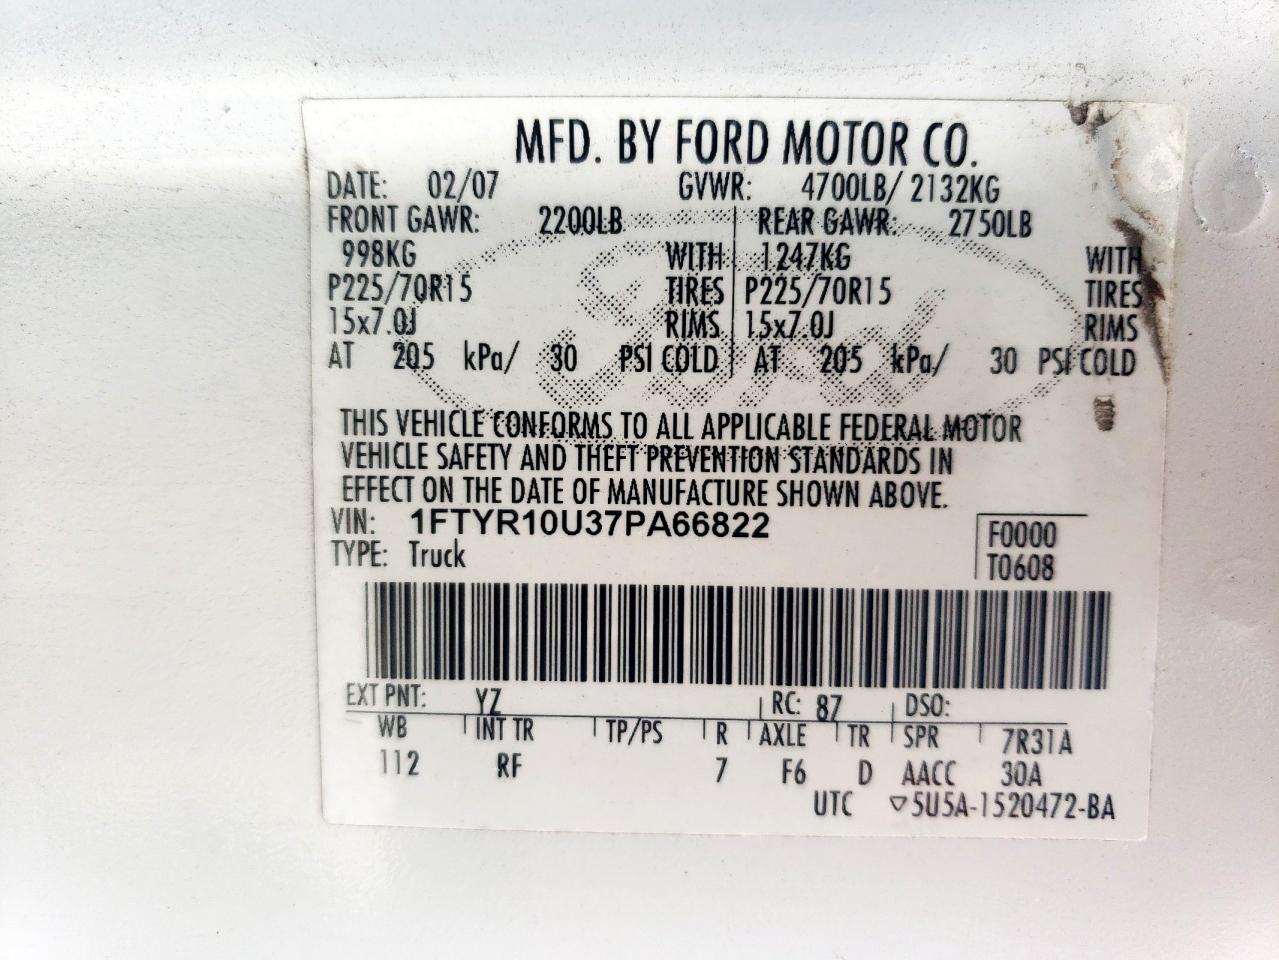 MFD. BY FORD MOTOR CO.
DATE: 02/07 GVWR: 4700LB/ 2132KG
FRONT GAWR: 2200LB REAR GAWR: 2750LB
998KG WITH 1247KG WITH
P225/70R15 TIRES P225/70R15 TIRES
15x7.0J RIMS 15x7.0J RIMS
AT 205 kPa/ 30 PSI COLD AT 205 kPa/ 30 PSI COLD
Ford
THIS VEHICLE CONFORMS TO ALL APPLICABLE FEDERAL MOTOR
VEHICLE SAFETY AND THEFT PREVENTION STANDARDS IN
EFFECT ON THE DATE OF MANUFACTURE SHOWN ABOVE.
VIN: 1FTYR10U37PA66822 F0000
TYPE: Truck T0608
EXT PNT: YZ RC: 87 DSO:
WB INT TR TP/PS R AXLE TR SPR 7R31A
112 RF 7 F6 D AACC 30A
UTC ▽5U5A-1520472-BA